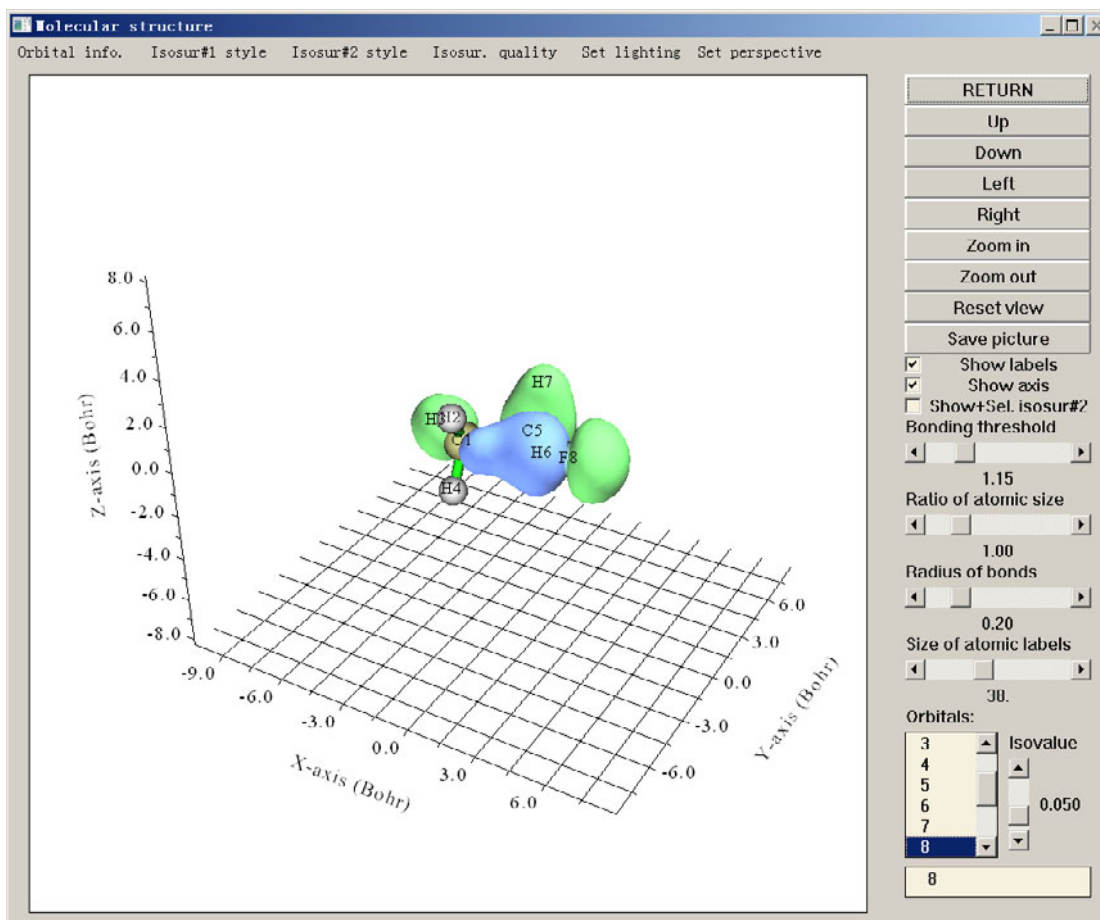 Molecular structure
Orbital info. Isosur#1 style Isosur#2 style Isosur. quality Set lighting Set perspective
RETURN
Up
Down
Left
Right
Zoom in
Zoom out
Reset view
Save picture
Show labels
Show axis
Show+Sel. isosur#2
Bonding threshold
1.15
Ratio of atomic size
1.00
Radius of bonds
0.20
Size of atomic labels
38.
Orbitals:
3
4
5
6
7
8
Isovalue
0.050
8
Z-axis (Bohr)
8.0
6.0
4.0
2.0
0.0
-2.0
-4.0
-6.0
-8.0
H7
H3
C5
H6
F8
H4
-9.0
-6.0
-3.0
0.0
3.0
6.0
X-axis (Bohr)
6.0
3.0
0.0
-3.0
-6.0
Y-axis (Bohr)